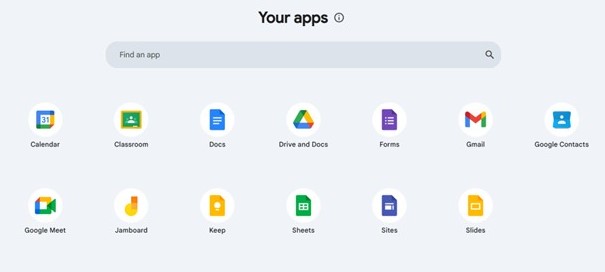 Your apps
Find an app
31
Calendar
Classroom
Docs
Drive and Docs
Forms
Gmail
Google Contacts
Google Meet
Jamboard
Keep
Sheets
Sites
Slides